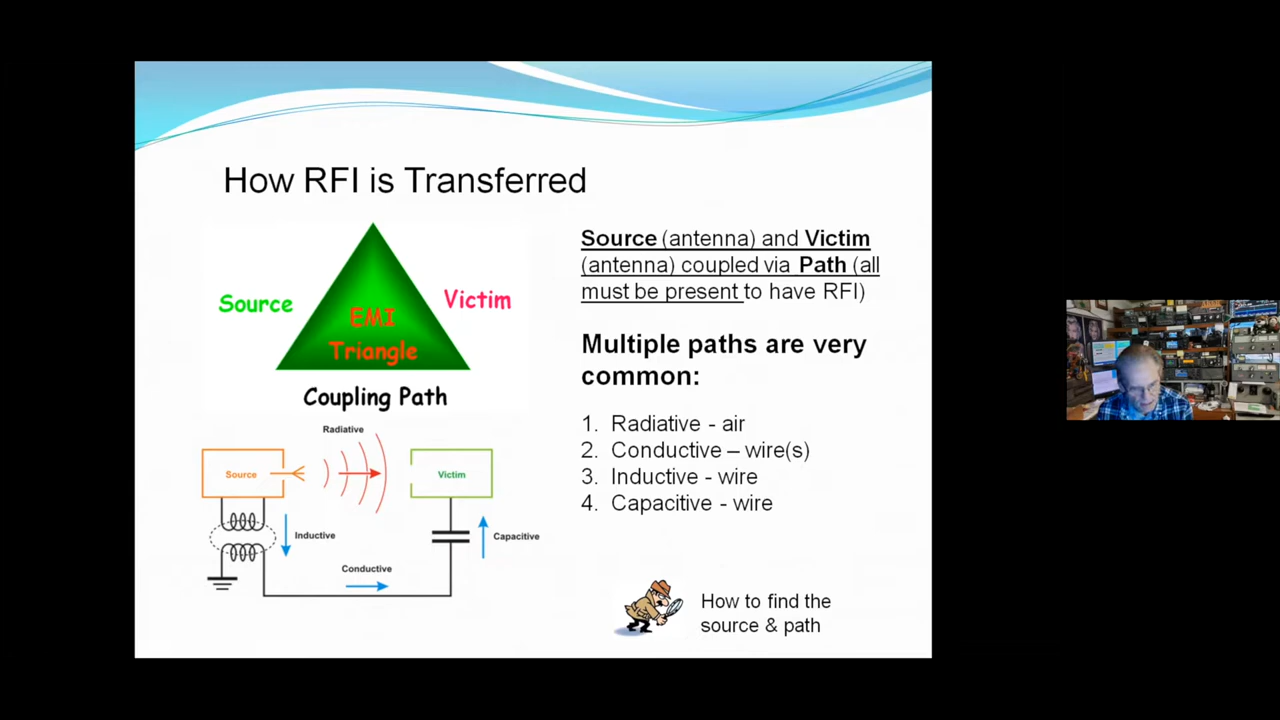 How RFI is Transferred
Source
Victim
EMI
Triangle
Coupling Path
Radiative
Source
Victim
Inductive
Capacitive
Conductive
Source (antenna) and Victim
(antenna) coupled via Path (all
must be present to have RFI)
Multiple paths are very
common:
1. Radiative - air
2. Conductive – wire(s)
3. Inductive - wire
4. Capacitive - wire
How to find the
source & path